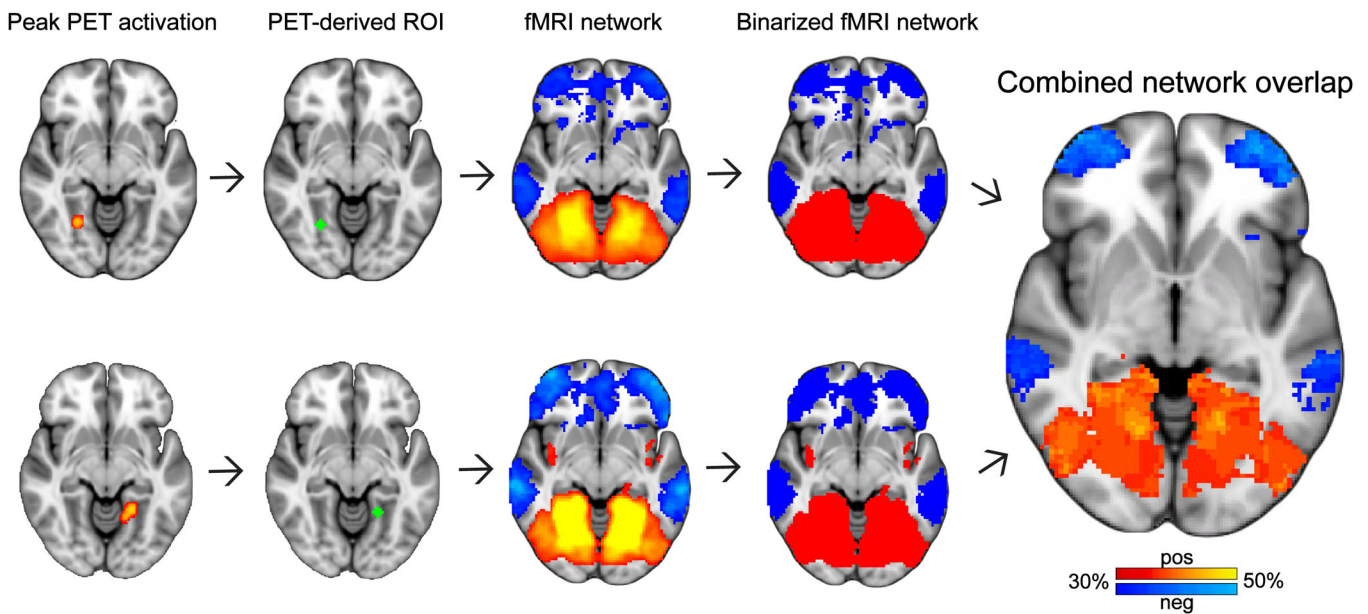 Peak PET activation
PET-derived ROI
fMRI network
Binarized fMRI network
Combined network overlap
pos
30%
50%
neg